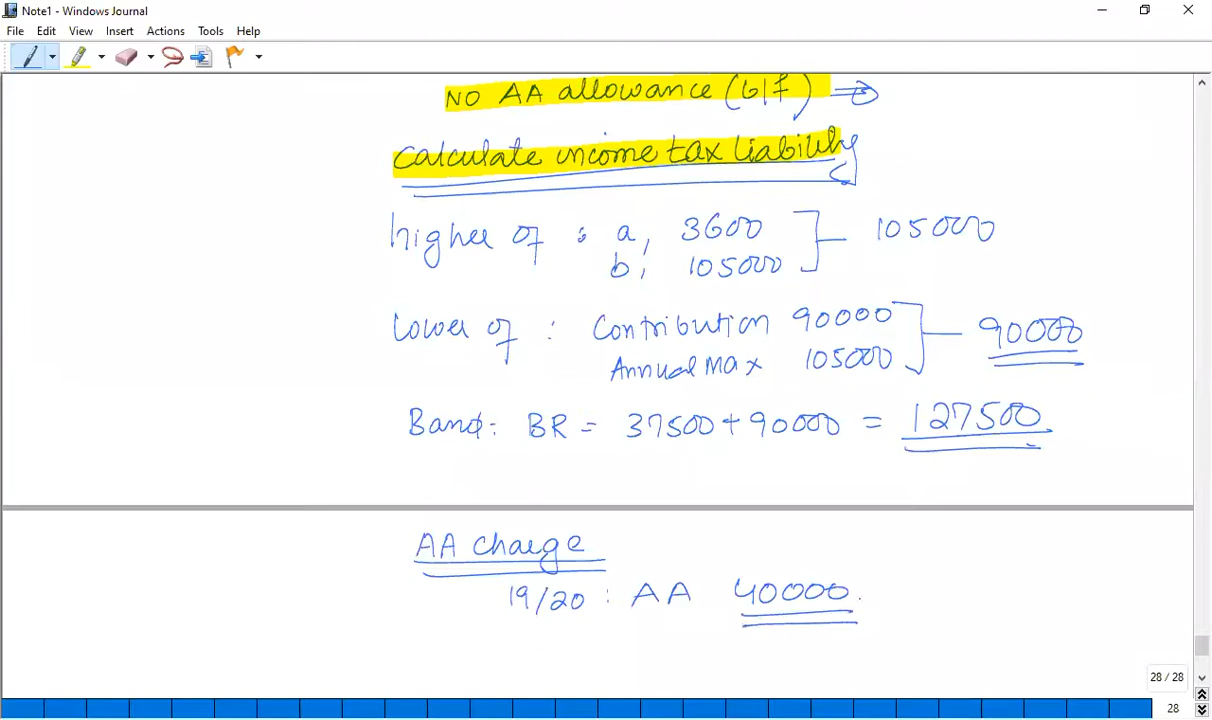 Note1 - Windows Journal
File Edit View Insert Actions Tools Help
NO AA allowance (b/f) ⇒
Calculate income tax liability
higher of : a, 3600
b, 105000
105000
Lower of : Contribution 90000
Annual Max 105000
90000
Band: BR = 37500 + 90000 = 127500
AA charge
19/20 : AA 40000.
28 / 28
28